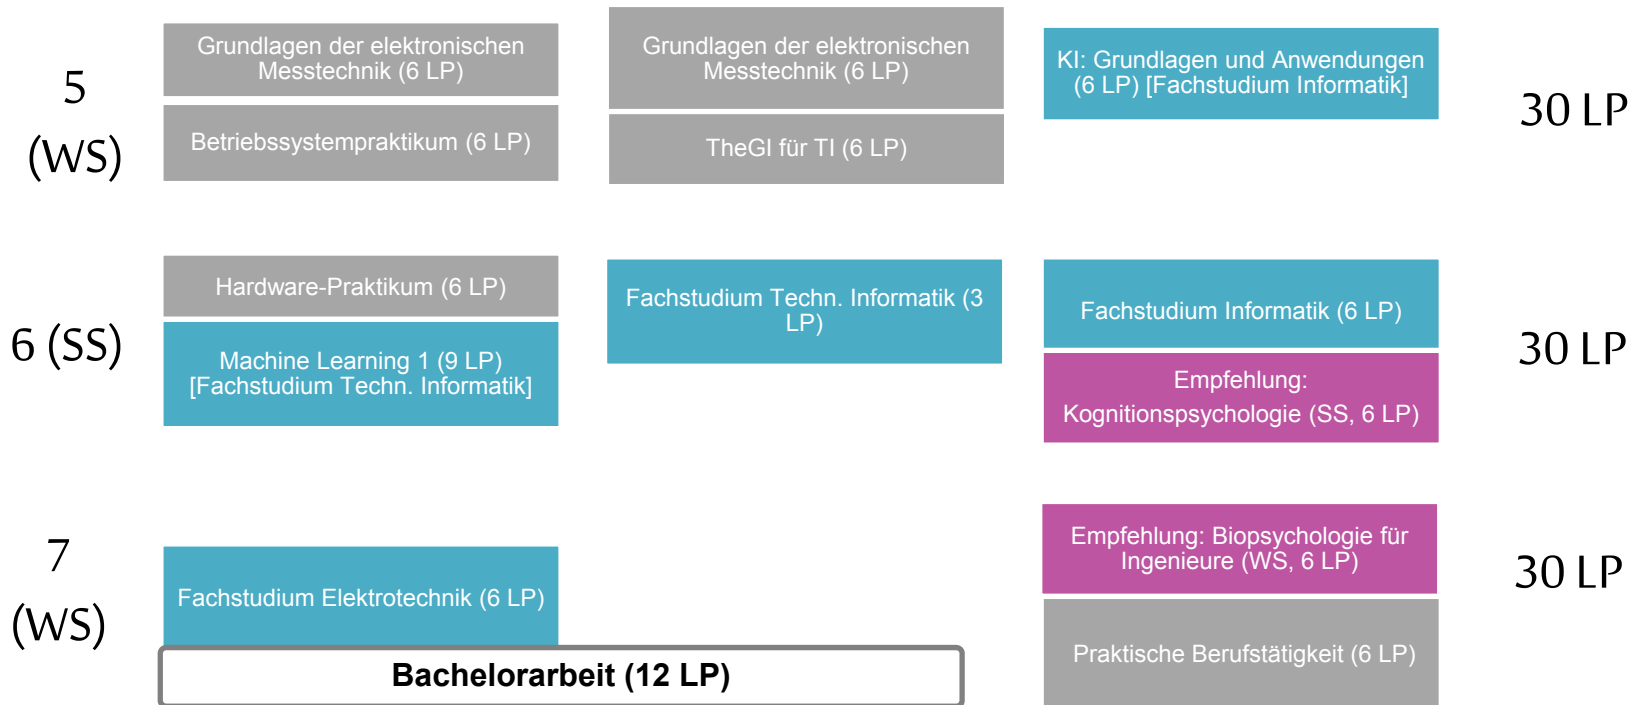 5
(WS)
Grundlagen der elektronischen
Messtechnik (6 LP)
Betriebssystempraktikum (6 LP)
Grundlagen der elektronischen
Messtechnik (6 LP)
TheGI für TI (6 LP)
KI: Grundlagen und Anwendungen
(6 LP) [Fachstudium Informatik]
30 LP
6 (SS)
Hardware-Praktikum (6 LP)
Machine Learning 1 (9 LP)
[Fachstudium Techn. Informatik]
Fachstudium Techn. Informatik (3
LP)
Fachstudium Informatik (6 LP)
Empfehlung:
Kognitionspsychologie (SS, 6 LP)
30 LP
7
(WS)
Fachstudium Elektrotechnik (6 LP)
Bachelorarbeit (12 LP)
Empfehlung: Biopsychologie für
Ingenieure (WS, 6 LP)
Praktische Berufstätigkeit (6 LP)
30 LP